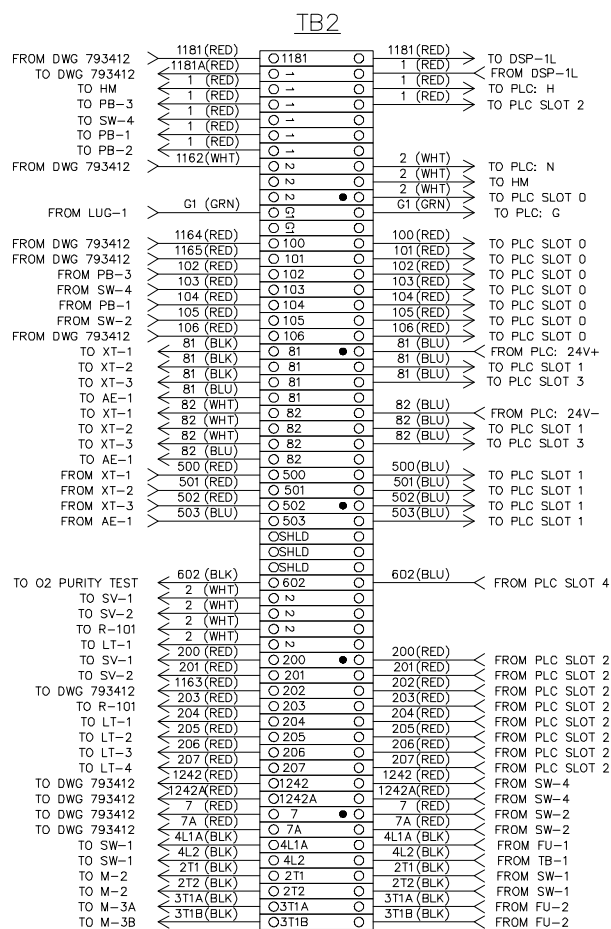 TB2
FROM DWG 793412 1181(RED) 1181 1181(RED) TO DSP-1L
TO DWG 793412 1181A(RED) 1 1 (RED) FROM DSP-1L
TO HM 1 (RED) 1 1 (RED) TO PLC: H
TO PB-3 1 (RED) 1 1 (RED) TO PLC SLOT 2
TO SW-4 1 (RED) 1
TO PB-1 1 (RED) 1
TO PB-2 1 (RED) 1
FROM DWG 793412 1162(WHT) 2 2 (WHT) TO PLC: N
2 2 (WHT) TO HM
2 2 (WHT) TO PLC SLOT 0
FROM LUG-1 G1 (GRN) G1 G1 (GRN) TO PLC: G
G1
FROM DWG 793412 1164(RED) 100 100(RED) TO PLC SLOT 0
FROM DWG 793412 1165(RED) 101 101(RED) TO PLC SLOT 0
FROM PB-3 102 (RED) 102 102(RED) TO PLC SLOT 0
FROM SW-4 103 (RED) 103 103(RED) TO PLC SLOT 0
FROM PB-1 104 (RED) 104 104(RED) TO PLC SLOT 0
FROM SW-2 105 (RED) 105 105(RED) TO PLC SLOT 0
FROM DWG 793412 106 (RED) 106 106(RED) TO PLC SLOT 0
TO XT-1 81 (BLK) 81 81 (BLU) FROM PLC: 24V+
TO XT-2 81 (BLK) 81 81 (BLU) TO PLC SLOT 1
TO XT-3 81 (BLK) 81 81 (BLU) TO PLC SLOT 3
TO AE-1 81 (BLU) 81
TO XT-1 82 (WHT) 82 82 (BLU) FROM PLC: 24V-
TO XT-2 82 (WHT) 82 82 (BLU) TO PLC SLOT 1
TO XT-3 82 (WHT) 82 82 (BLU) TO PLC SLOT 3
TO AE-1 82 (BLU) 82
FROM XT-1 500(RED) 500 500(BLU) TO PLC SLOT 1
FROM XT-2 501 (RED) 501 501(BLU) TO PLC SLOT 1
FROM XT-3 502 (RED) 502 502(BLU) TO PLC SLOT 1
FROM AE-1 503 (BLU) 503 503(BLU) TO PLC SLOT 1
SHLD
SHLD
SHLD
TO O2 PURITY TEST 602 (BLK) 602 602(BLU) FROM PLC SLOT 4
TO SV-1 2 (WHT) 2
TO SV-2 2 (WHT) 2
TO R-101 2 (WHT) 2
TO LT-1 2 (WHT) 2
TO SV-1 200 (RED) 200 200(RED) FROM PLC SLOT 2
TO SV-2 201 (RED) 201 201(RED) FROM PLC SLOT 2
TO DWG 793412 1163(RED) 202 202(RED) FROM PLC SLOT 2
TO R-101 203 (RED) 203 203(RED) FROM PLC SLOT 2
TO LT-1 204 (RED) 204 204(RED) FROM PLC SLOT 2
TO LT-2 205 (RED) 205 205(RED) FROM PLC SLOT 2
TO LT-3 206 (RED) 206 206(RED) FROM PLC SLOT 2
TO LT-4 207 (RED) 207 207(RED) FROM PLC SLOT 2
TO DWG 793412 1242(RED) 1242 1242 (RED) FROM SW-4
TO DWG 793412 1242A(RED) 1242A 1242A(RED) FROM SW-4
TO DWG 793412 7 (RED) 7 7 (RED) FROM SW-2
TO DWG 793412 7A (RED) 7A 7A (RED) FROM SW-2
TO SW-1 4L1A(BLK) 4L1A 4L1A (BLK) FROM FU-1
TO SW-1 4L2 (BLK) 4L2 4L2 (BLK) FROM TB-1
TO M-2 2T1 (BLK) 2T1 2T1 (BLK) FROM SW-1
TO M-2 2T2 (BLK) 2T2 2T2 (BLK) FROM SW-1
TO M-3A 3T1A(BLK) 3T1A 3T1A (BLK) FROM FU-2
TO M-3B 3T1B(BLK) 3T1B 3T1B (BLK) FROM FU-2